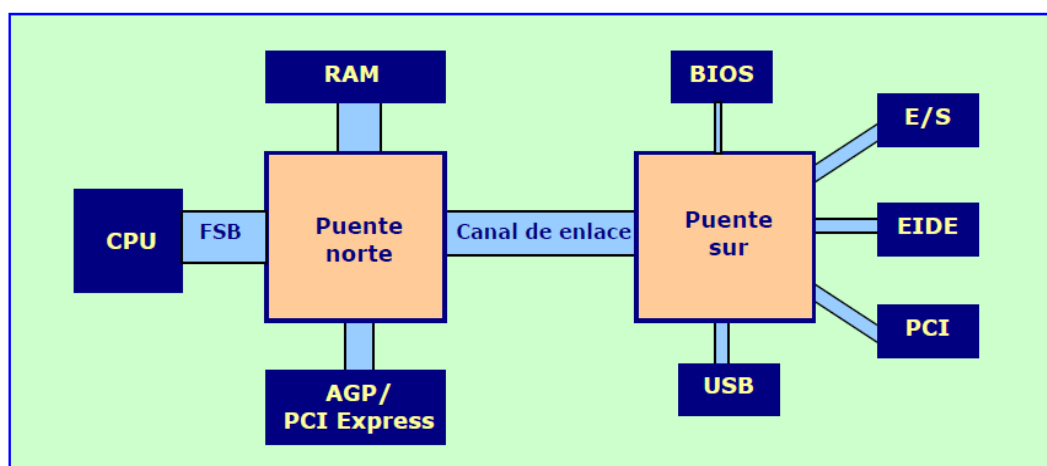 RAM
BIOS
E/S
CPU
FSB
Puente
norte
Canal de enlace
Puente
sur
EIDE
PCI
AGP/
PCI Express
USB